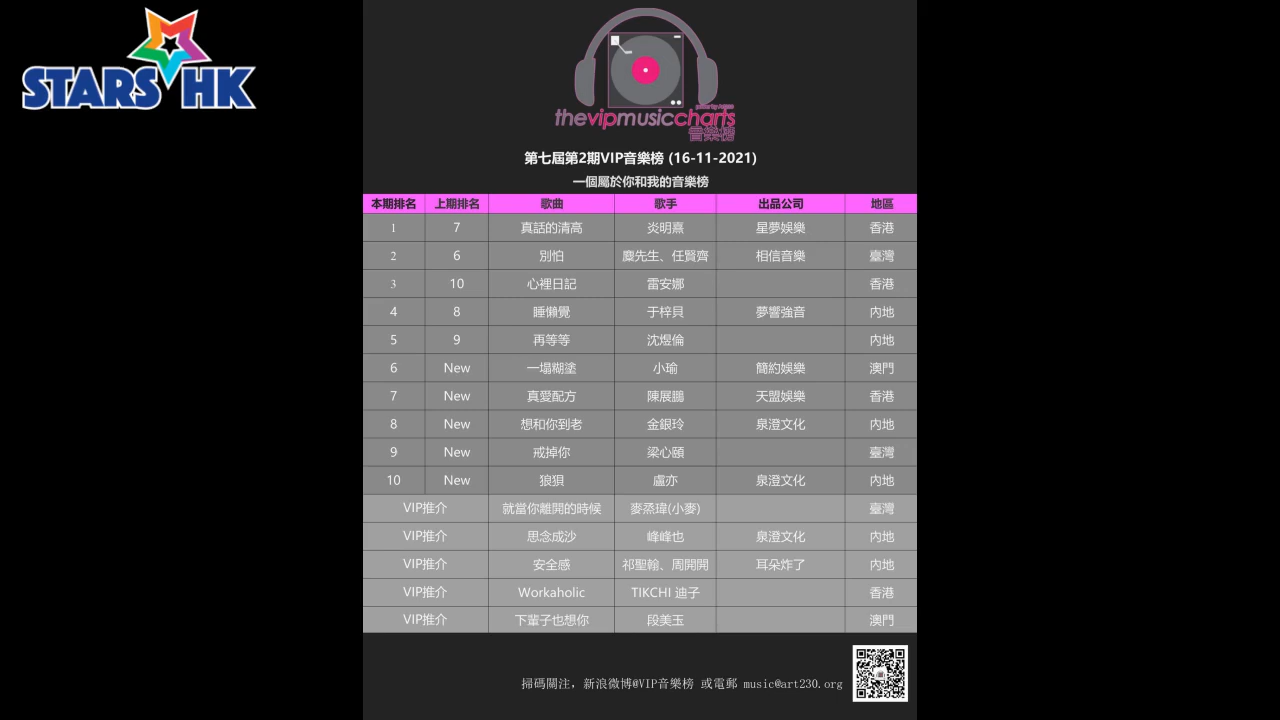 STARS HK
power by Art230
thevipmusiccharts
音樂榜
第七屆第2期VIP音樂榜 (16-11-2021)
一個屬於你和我的音樂榜
本期排名 上期排名 歌曲 歌手 出品公司 地區
1 7 真話的清高 炎明熹 星夢娛樂 香港
2 6 別怕 麋先生、任賢齊 相信音樂 臺灣
3 10 心裡日記 雷安娜 香港
4 8 睡懶覺 于梓貝 夢響強音 內地
5 9 再等等 沈煜倫 內地
6 New 一塌糊塗 小瑜 簡約娛樂 澳門
7 New 真愛配方 陳展鵬 天盟娛樂 香港
8 New 想和你到老 金銀玲 泉澄文化 內地
9 New 戒掉你 梁心頤 臺灣
10 New 狼狽 盧亦 泉澄文化 內地
VIP推介 就當你離開的時候 麥烝瑋(小麥) 臺灣
VIP推介 思念成沙 峰峰也 泉澄文化 內地
VIP推介 安全感 祁聖翰、周開開 耳朵炸了 內地
VIP推介 Workaholic TIKCHI 迪子 香港
VIP推介 下輩子也想你 段美玉 澳門
掃碼關注, 新浪微博@VIP音樂榜 或電郵 music@art230.org